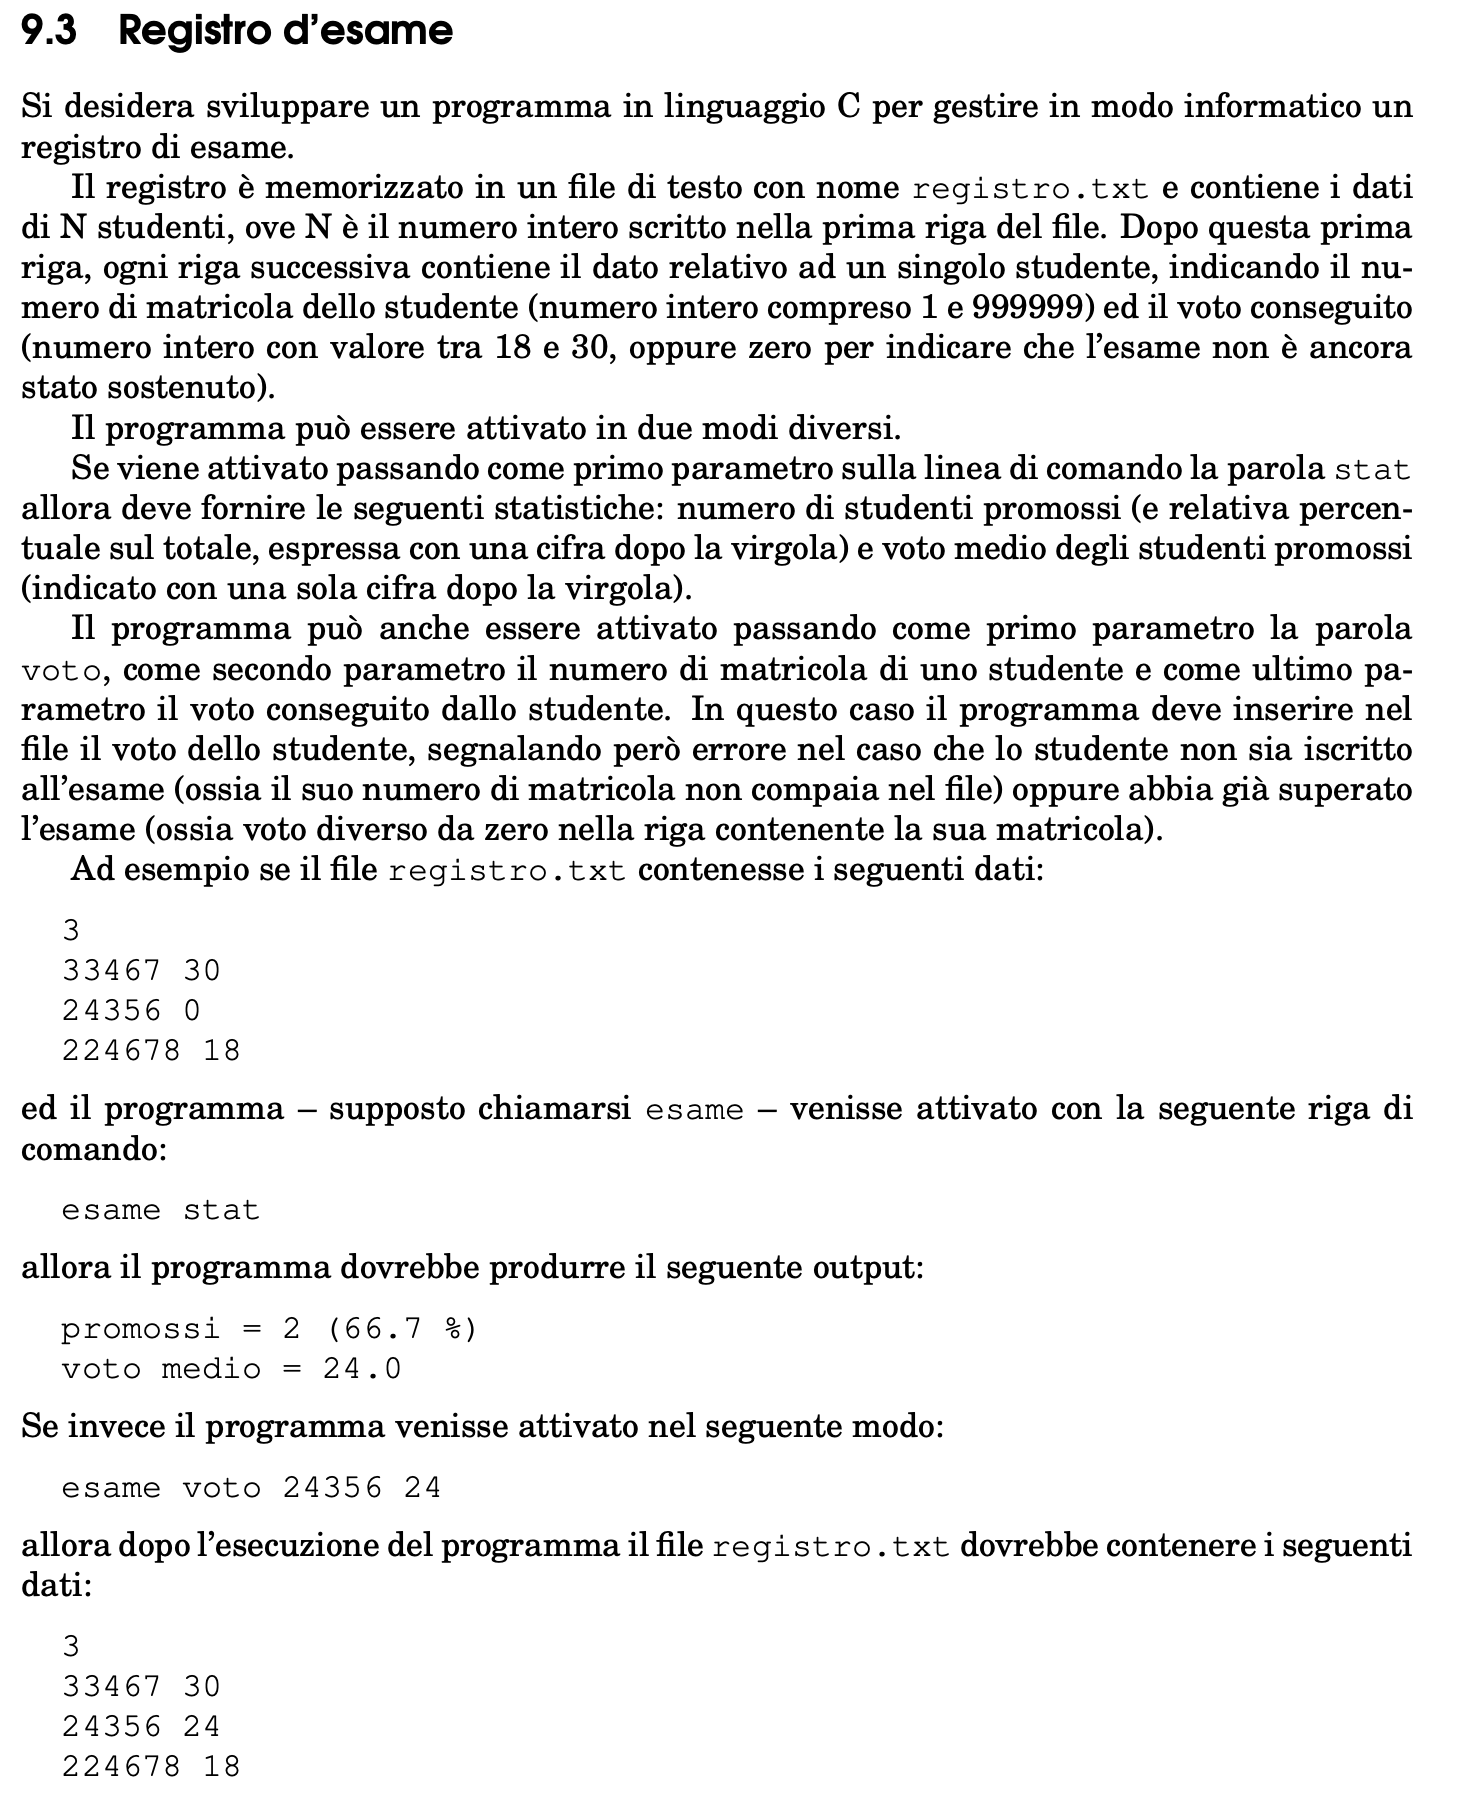 9.3 Registro d’esame
Si desidera sviluppare un programma in linguaggio C per gestire in modo informatico un
registro di esame.
Il registro è memorizzato in un file di testo con nome registro.txt e contiene i dati
di N studenti, ove N è il numero intero scritto nella prima riga del file. Dopo questa prima
riga, ogni riga successiva contiene il dato relativo ad un singolo studente, indicando il nu-
mero di matricola dello studente (numero intero compreso 1 e 999999) ed il voto conseguito
(numero intero con valore tra 18 e 30, oppure zero per indicare che l’esame non è ancora
stato sostenuto).
Il programma può essere attivato in due modi diversi.
Se viene attivato passando come primo parametro sulla linea di comando la parola stat
allora deve fornire le seguenti statistiche: numero di studenti promossi (e relativa percen-
tuale sul totale, espressa con una cifra dopo la virgola) e voto medio degli studenti promossi
(indicato con una sola cifra dopo la virgola).
Il programma può anche essere attivato passando come primo parametro la parola
voto, come secondo parametro il numero di matricola di uno studente e come ultimo pa-
rametro il voto conseguito dallo studente. In questo caso il programma deve inserire nel
file il voto dello studente, segnalando però errore nel caso che lo studente non sia iscritto
all’esame (ossia il suo numero di matricola non compaia nel file) oppure abbia già superato
l’esame (ossia voto diverso da zero nella riga contenente la sua matricola).
Ad esempio se il file registro.txt contenesse i seguenti dati:
3
33467 30
24356 0
224678 18
ed il programma – supposto chiamarsi esame – venisse attivato con la seguente riga di
comando:
esame stat
allora il programma dovrebbe produrre il seguente output:
promossi = 2 (66.7 %)
voto medio = 24.0
Se invece il programma venisse attivato nel seguente modo:
esame voto 24356 24
allora dopo l’esecuzione del programma il file registro.txt dovrebbe contenere i seguenti
dati:
3
33467 30
24356 24
224678 18